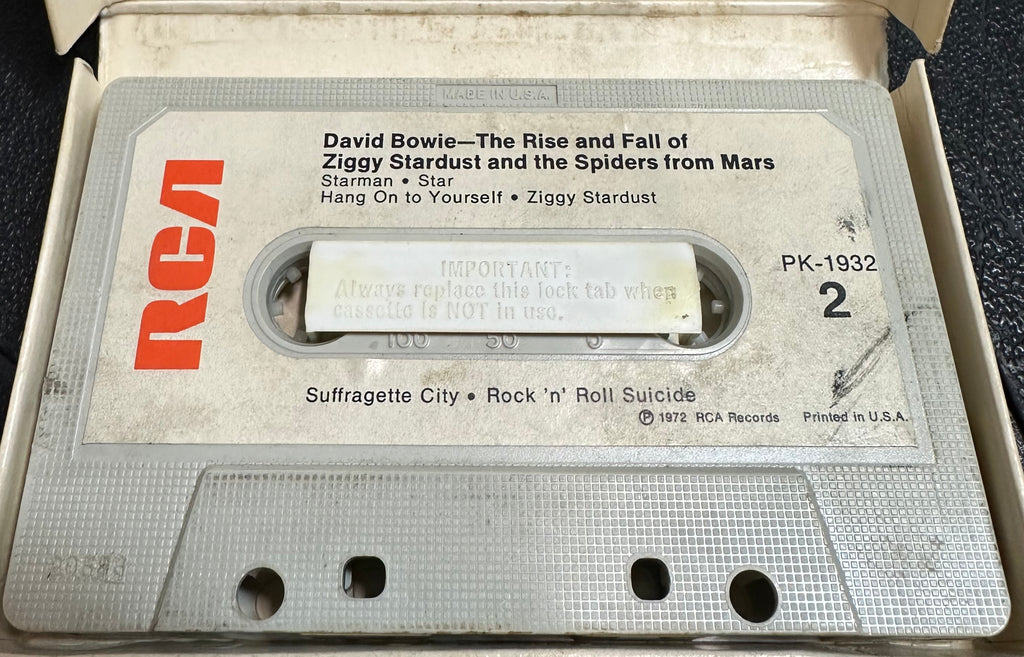 MADE IN U.S.A.
David Bowie—The Rise and Fall of
Ziggy Stardust and the Spiders from Mars
Starman • Star
Hang On to Yourself • Ziggy Stardust
RCA
IMPORTANT:
Always replace this lock tab when
cassette is NOT in use.
PK-1932
2
100 50 0
Suffragette City • Rock 'n' Roll Suicide
℗ 1972 RCA Records Printed in U.S.A.